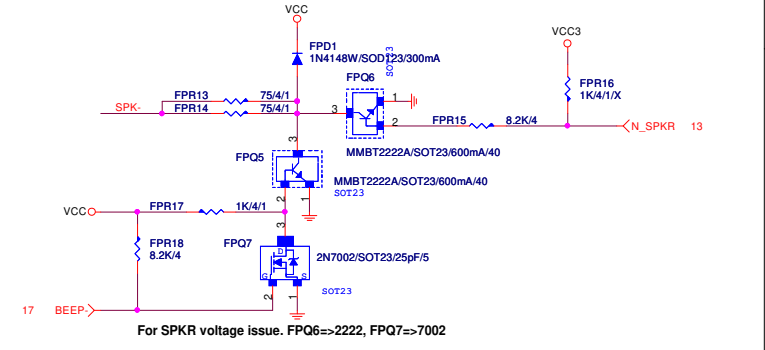 VCC
FPD1
1N4148W/SOD123/300mA
SOT23
VCC3
FPQ6
FPR16
1K/4/1/X
FPR13 75/4/1
SPK-
FPR14 75/4/1
3
1
2
FPR15 8.2K/4
N_SPKR 13
MMBT2222A/SOT23/600mA/40
3
FPQ5
MMBT2222A/SOT23/600mA/40
SOT23
2
1
VCC
FPR17 1K/4/1
3
FPR18
8.2K/4
FPQ7
D
G
S
2N7002/SOT23/25pF/5
SOT23
2
1
17 BEEP-
For SPKR voltage issue. FPQ6=>2222, FPQ7=>7002